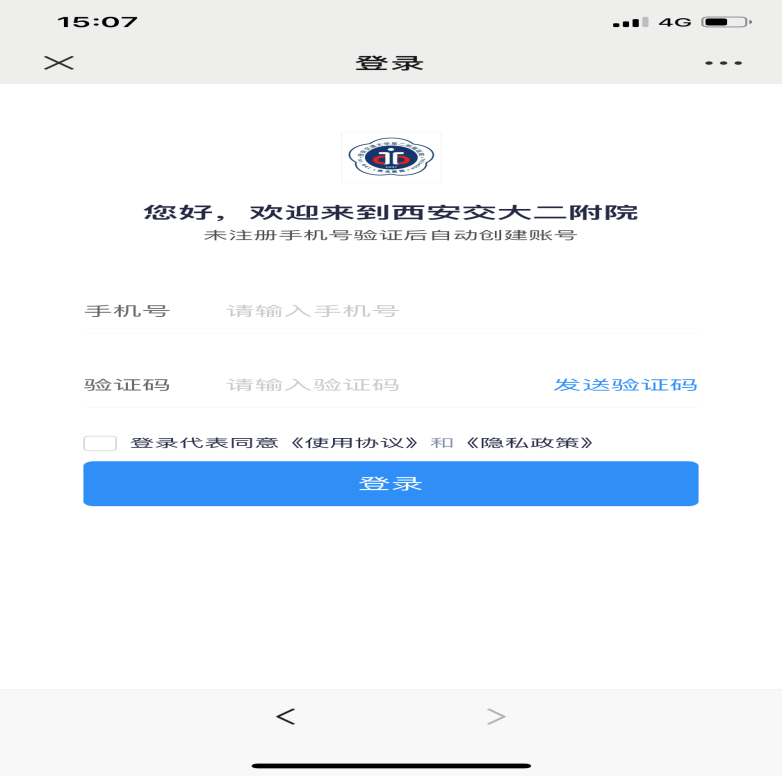 15:07
4G
登录
您好，欢迎来到西安交大二附院
未注册手机号验证后自动创建账号
手机号 请输入手机号
验证码 请输入验证码 发送验证码
登录代表同意《使用协议》和《隐私政策》
登录